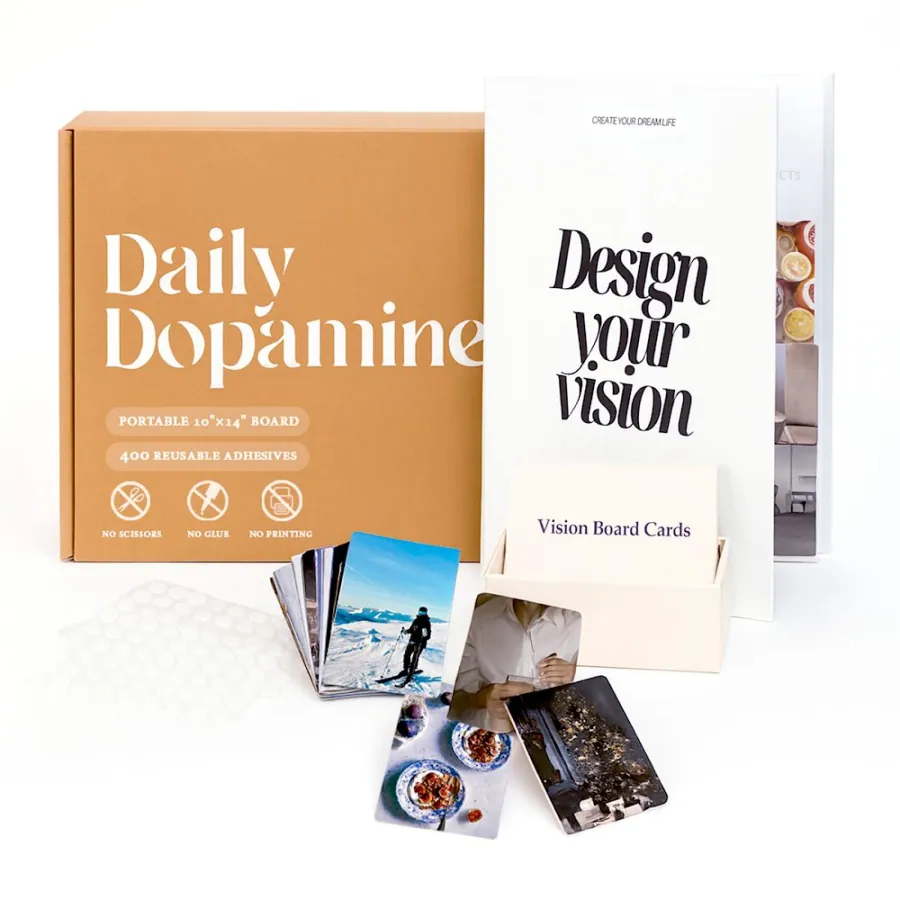 Daily
Dopamine
PORTABLE 10"×14" BOARD
400 REUSABLE ADHESIVES
NO SCISSORS
NO GLUE
NO PRINTING
CREATE YOUR DREAM LIFE
Design
your
vision
Vision Board Cards